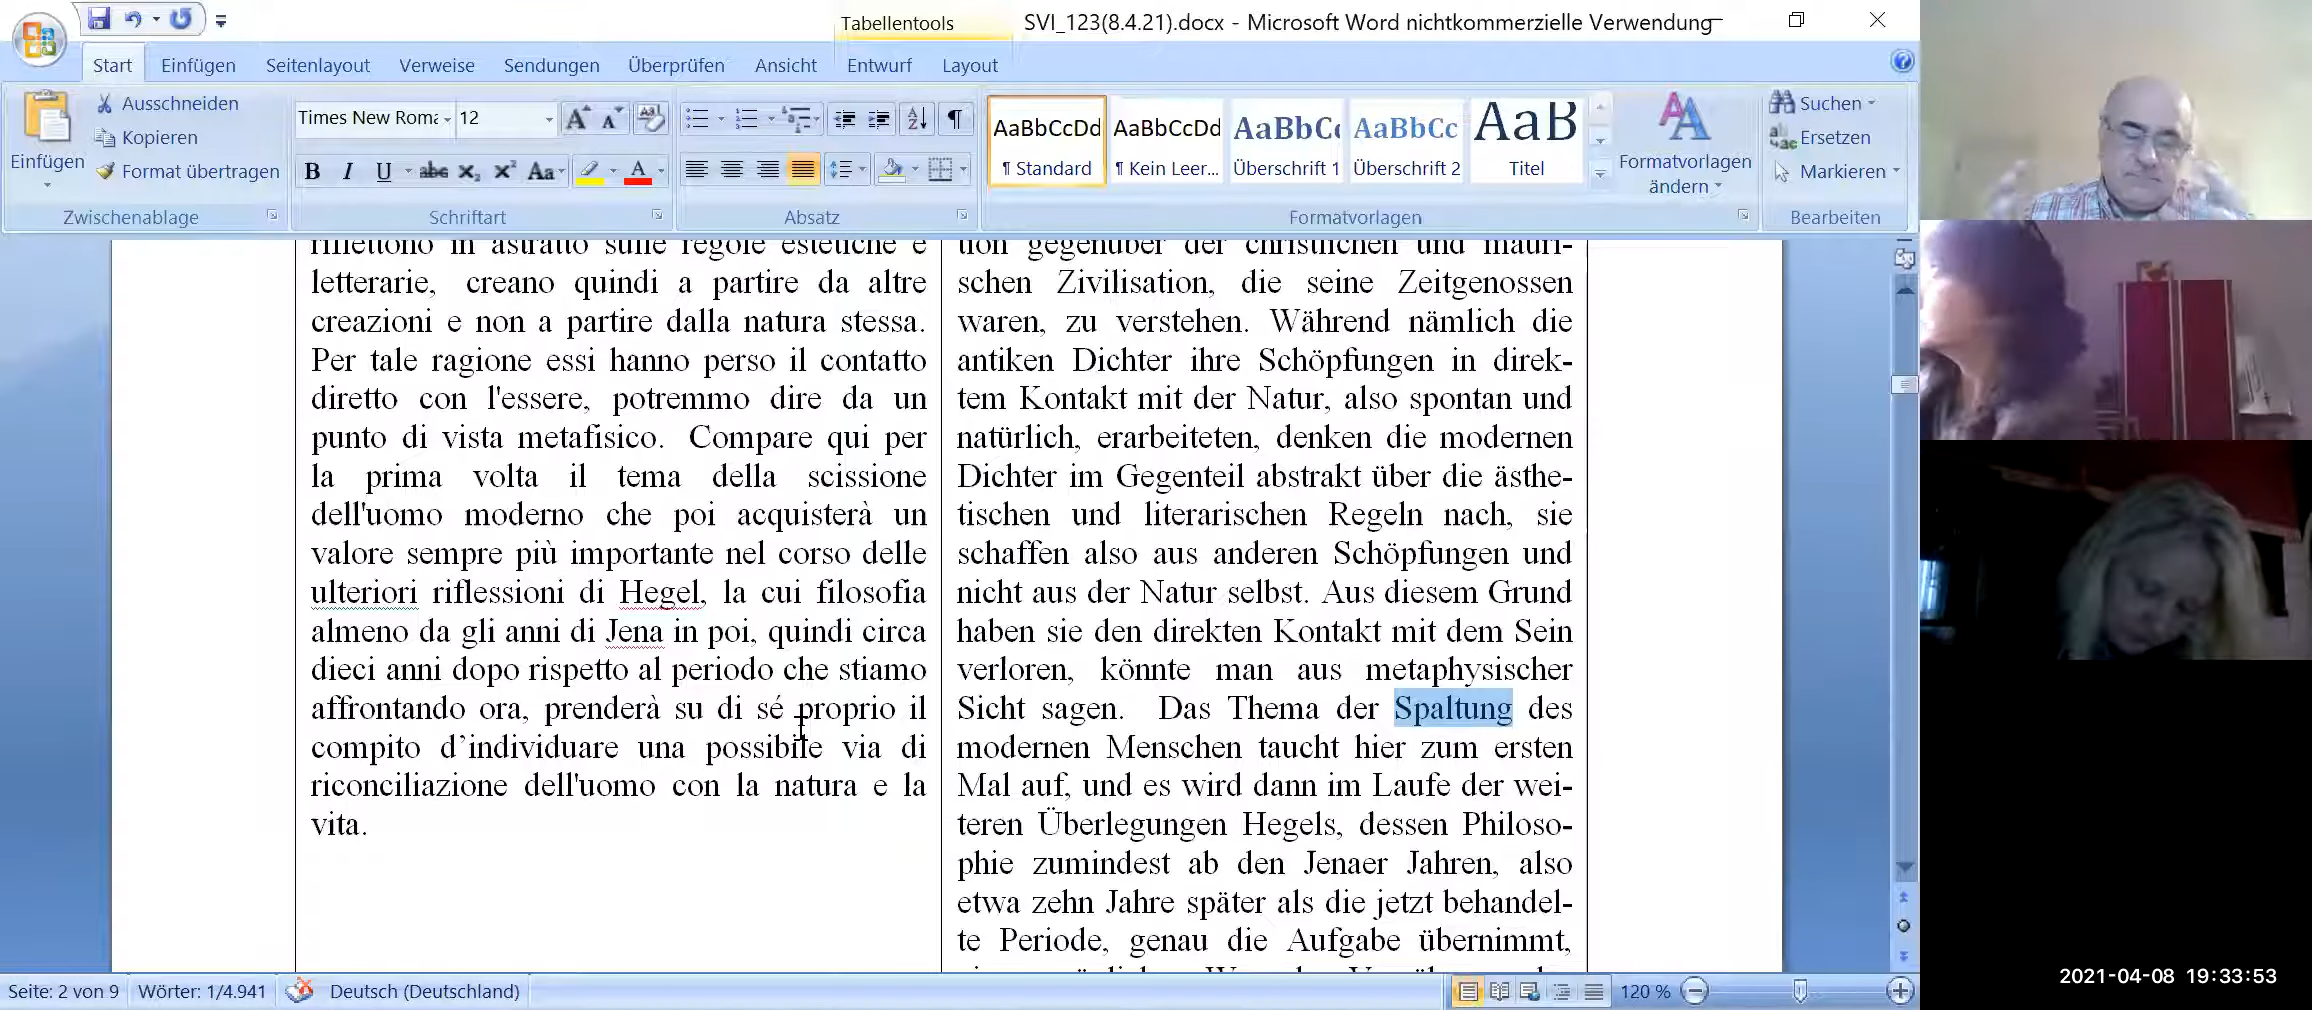 Tabellentools
SVI_123(8.4.21).docx - Microsoft Word nichtkommerzielle Verwendung
Start Einfügen Seitenlayout Verweise Sendungen Überprüfen Ansicht Entwurf Layout
Einfügen
Ausschneiden
Kopieren
Format übertragen
Zwischenablage
Times New Roma 12
Schriftart
Absatz
AaBbCcDd AaBbCcDd AaBbC AaBbCc AaB
¶ Standard ¶ Kein Leer... Überschrift 1 Überschrift 2 Titel
Formatvorlagen
ändern
Formatvorlagen
Suchen
Ersetzen
Markieren
Bearbeiten
riflettono in astratto sulle regole estetiche e
letterarie, creano quindi a partire da altre
creazioni e non a partire dalla natura stessa.
Per tale ragione essi hanno perso il contatto
diretto con l'essere, potremmo dire da un
punto di vista metafisico. Compare qui per
la prima volta il tema della scissione
dell'uomo moderno che poi acquisterà un
valore sempre più importante nel corso delle
ulteriori riflessioni di Hegel, la cui filosofia
almeno da gli anni di Jena in poi, quindi circa
dieci anni dopo rispetto al periodo che stiamo
affrontando ora, prenderà su di sé proprio il
compito d’individuare una possibile via di
riconciliazione dell'uomo con la natura e la
vita.
tion gegenüber der christlichen und mauri-
schen Zivilisation, die seine Zeitgenossen
waren, zu verstehen. Während nämlich die
antiken Dichter ihre Schöpfungen in direk-
tem Kontakt mit der Natur, also spontan und
natürlich, erarbeiteten, denken die modernen
Dichter im Gegenteil abstrakt über die ästhe-
tischen und literarischen Regeln nach, sie
schaffen also aus anderen Schöpfungen und
nicht aus der Natur selbst. Aus diesem Grund
haben sie den direkten Kontakt mit dem Sein
verloren, könnte man aus metaphysischer
Sicht sagen. Das Thema der Spaltung des
modernen Menschen taucht hier zum ersten
Mal auf, und es wird dann im Laufe der wei-
teren Überlegungen Hegels, dessen Philoso-
phie zumindest ab den Jenaer Jahren, also
etwa zehn Jahre später als die jetzt behandel-
te Periode, genau die Aufgabe übernimmt,
Seite: 2 von 9 Wörter: 1/4.941 Deutsch (Deutschland) 120 %
2021-04-08 19:33:53